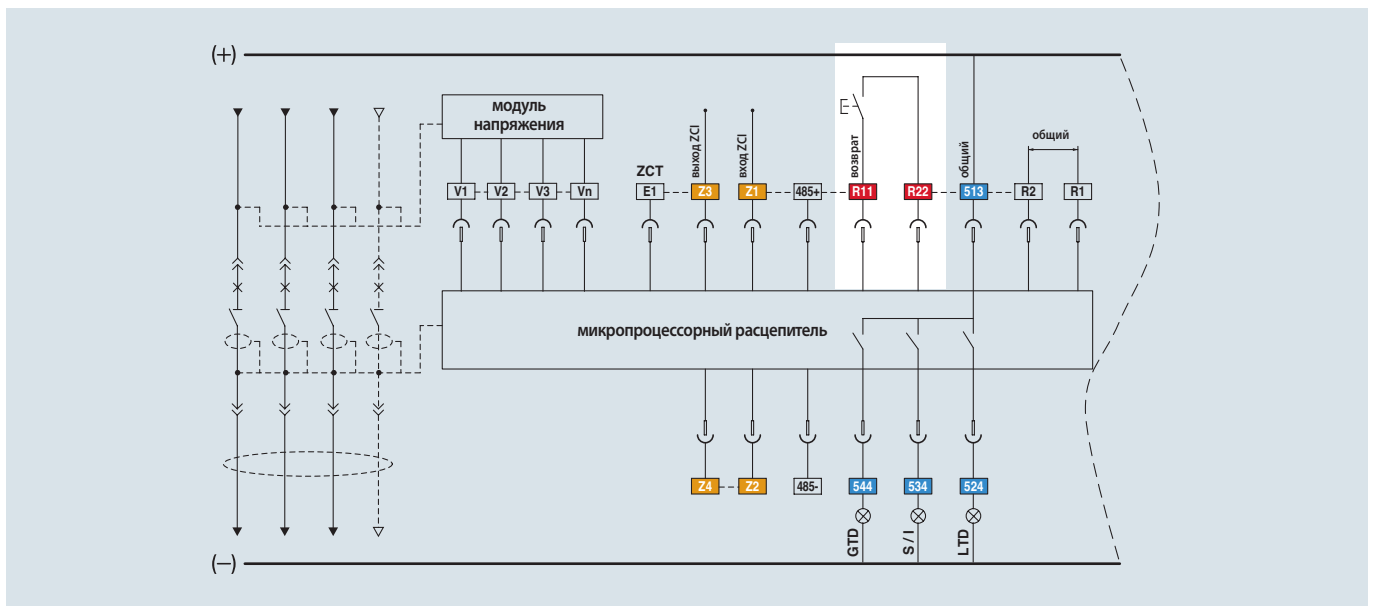 (+)
модуль
напряжения
выход ZCI
вход ZCI
возврат
общий
общий
ZCT
V1
V2
V3
Vn
E1
Z3
Z1
485+
R11
R22
513
R2
R1
микропроцессорный расцепитель
Z4
Z2
485-
544
534
524
GTD
S / I
LTD
(—)